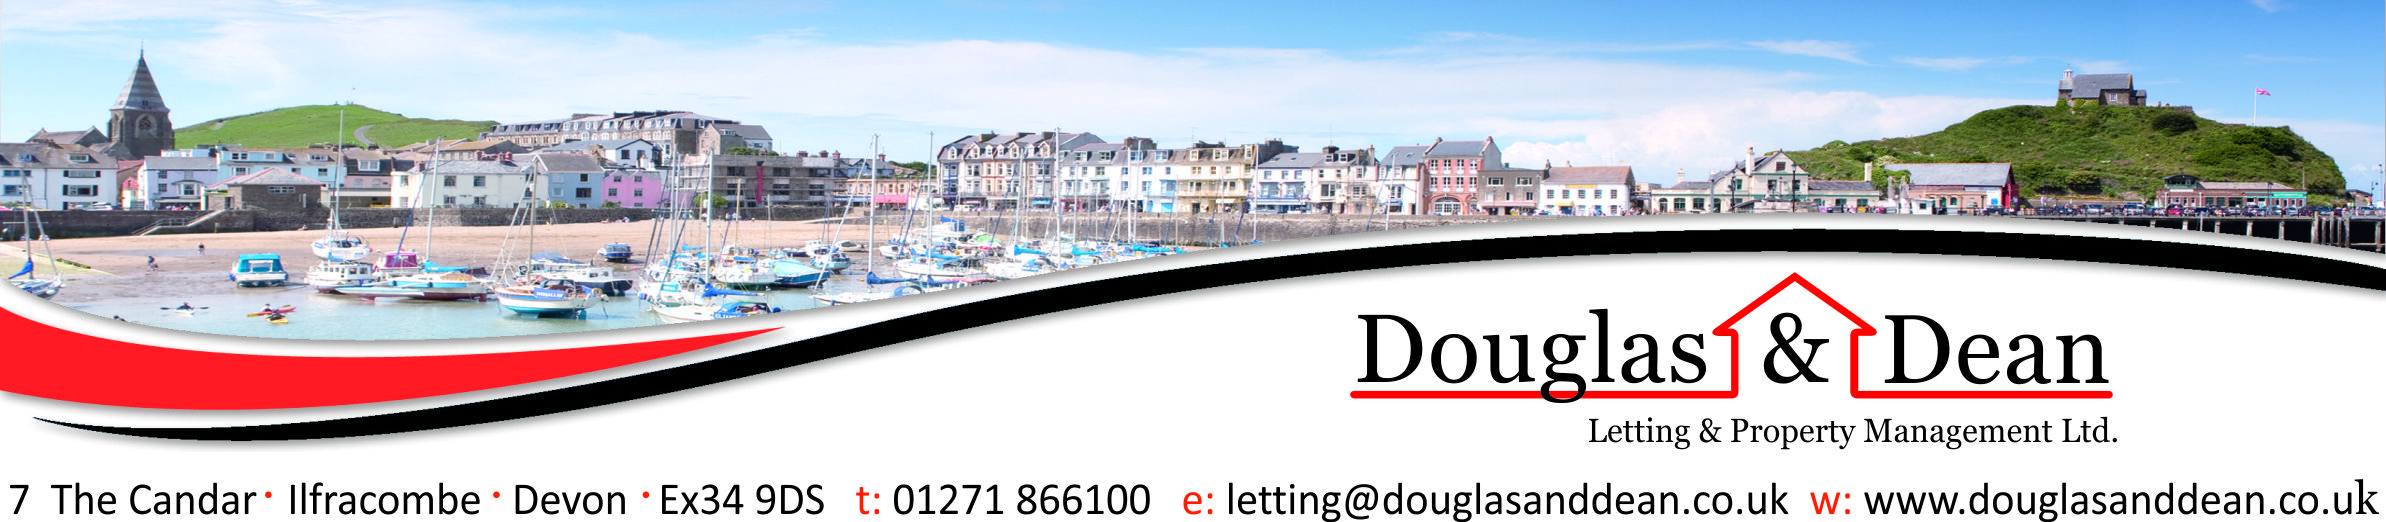 Douglas & Dean
Letting & Property Management Ltd.
7 The Candar · Ilfracombe · Devon · Ex34 9DS t: 01271 866100 e: letting@douglasanddean.co.uk w: www.douglasanddean.co.uk